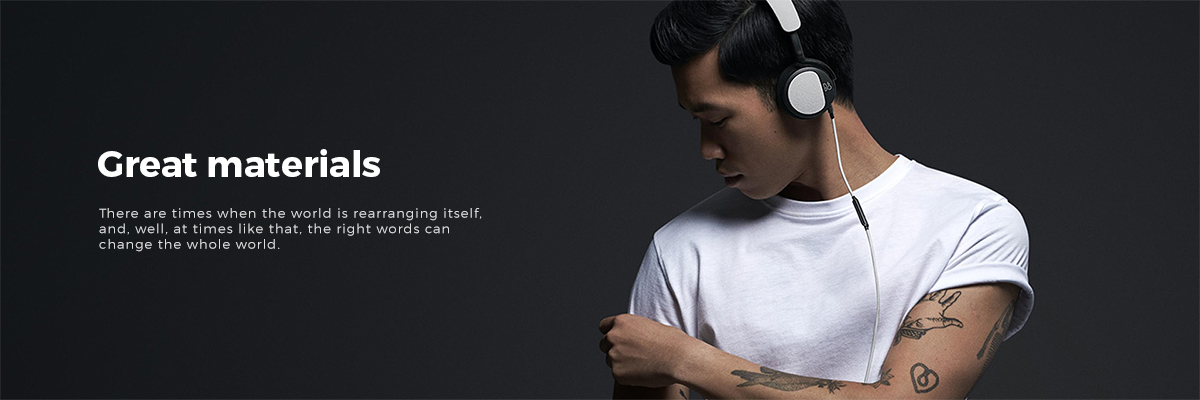 Great materials
There are times when the world is rearranging itself,
and, well, at times like that, the right words can
change the whole world.